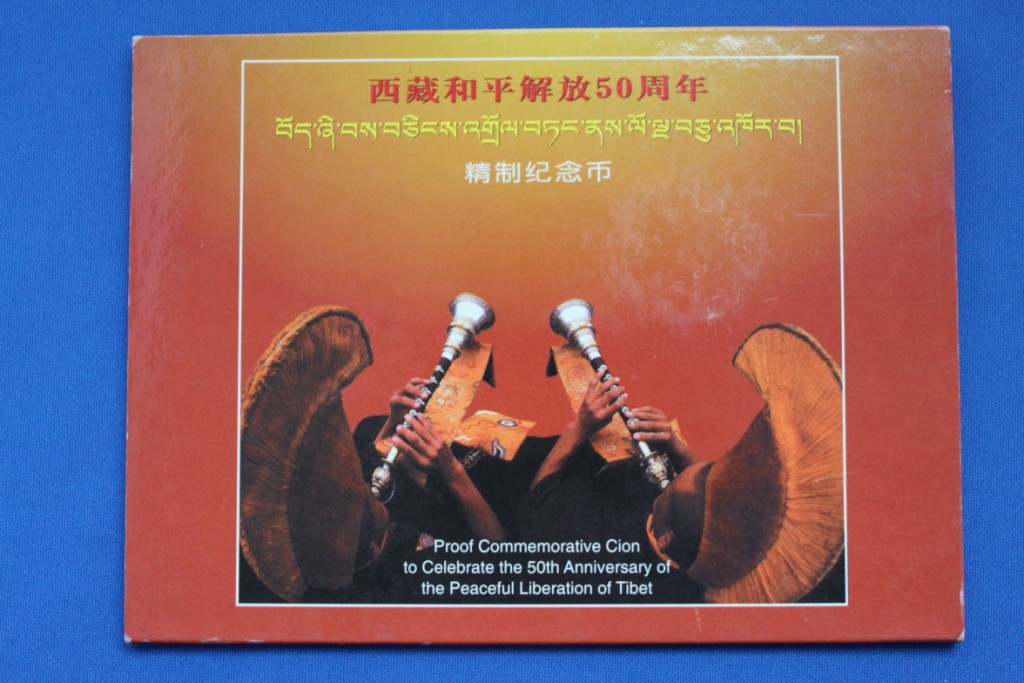 西藏和平解放50周年
བོད་ཞི་བས་བཅིངས་འགྲོལ་བཏང་ནས་ལོ་ལྔ་བཅུ་འཁོར་བ།
精制纪念币
Proof Commemorative Cion
to Celebrate the 50th Anniversary of
the Peaceful Liberation of Tibet